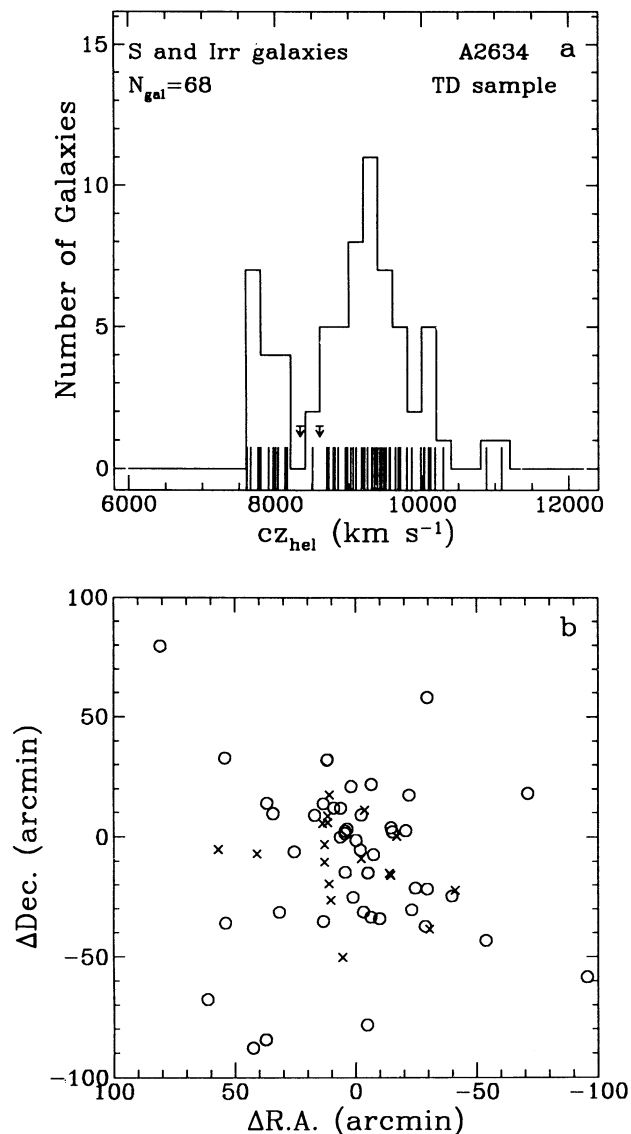 S and Irr galaxies A2634 a
N_gal=68 TD sample
15
10
5
0
Number of Galaxies
6000 8000 10000 12000
cz_hel (km s⁻¹)
b
100
50
0
−50
−100
ΔDec. (arcmin)
100 50 0 −50 −100
ΔR.A. (arcmin)